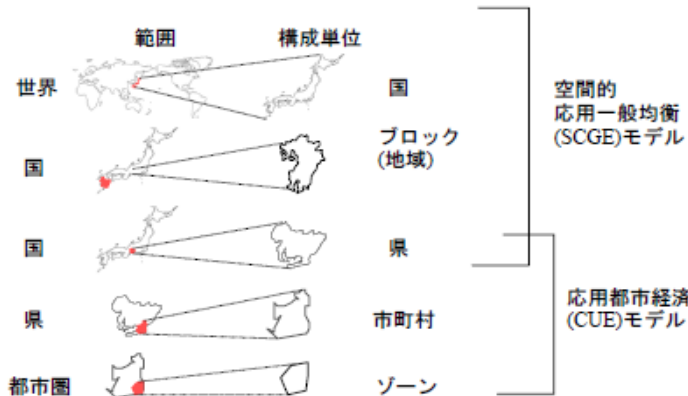 範囲
構成単位
世界
国
国
ブロック
(地域)
国
県
県
市町村
都市圏
ゾーン
空間的
応用一般均衡
(SCGE)モデル
応用都市経済
(CUE)モデル